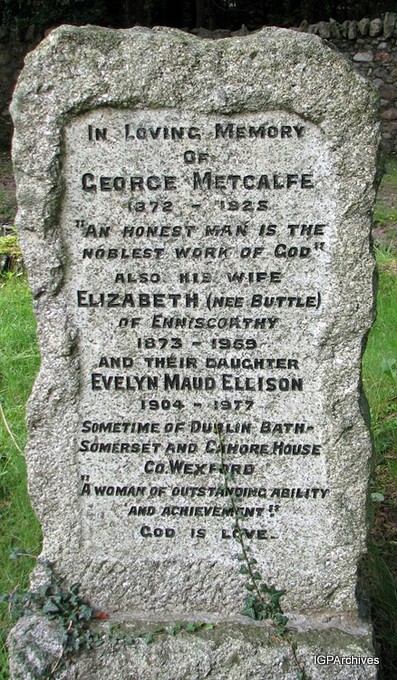 In Loving Memory
of
George Metcalfe
1872 - 1925
"An honest man is the
noblest work of God"
also his wife
Elizabeth (nee Buttle)
of Enniscorthy
1873 - 1969
and their daughter
Evelyn Maud Ellison
1904 - 1977
Sometime of Dublin Bath-
Somerset and Cahore House
Co. Wexford
"A woman of outstanding ability
and achievement."
God is love.
IGPArchives